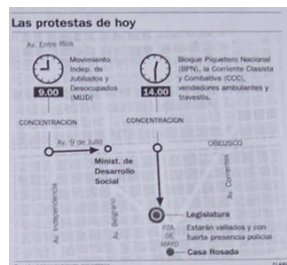 Las protestas de hoy
Av. Entre Ríos
Movimiento
Indep. de
Jubilados y
Desocupados
(MIJD)
9.00
Bloque Piquetero Nacional
(BPN), la Corriente Clasista
y Combativa (CCC),
vendedores ambulantes y
travestis.
14.00
CONCENTRACION
CONCENTRACION
Av. 9 de Julio
OBELISCO
Minist. de
Desarrollo
Social
Av. Independencia
Av. Belgrano
Av. Corrientes
Legislatura
Estarán vallados y con
fuerte presencia policial.
PZA.
DE
MAYO
Casa Rosada